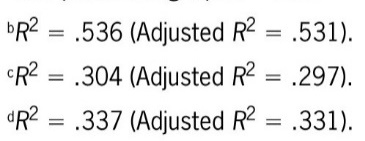 ᵇR² = .536 (Adjusted R² = .531).
ᶜR² = .304 (Adjusted R² = .297).
ᵈR² = .337 (Adjusted R² = .331).